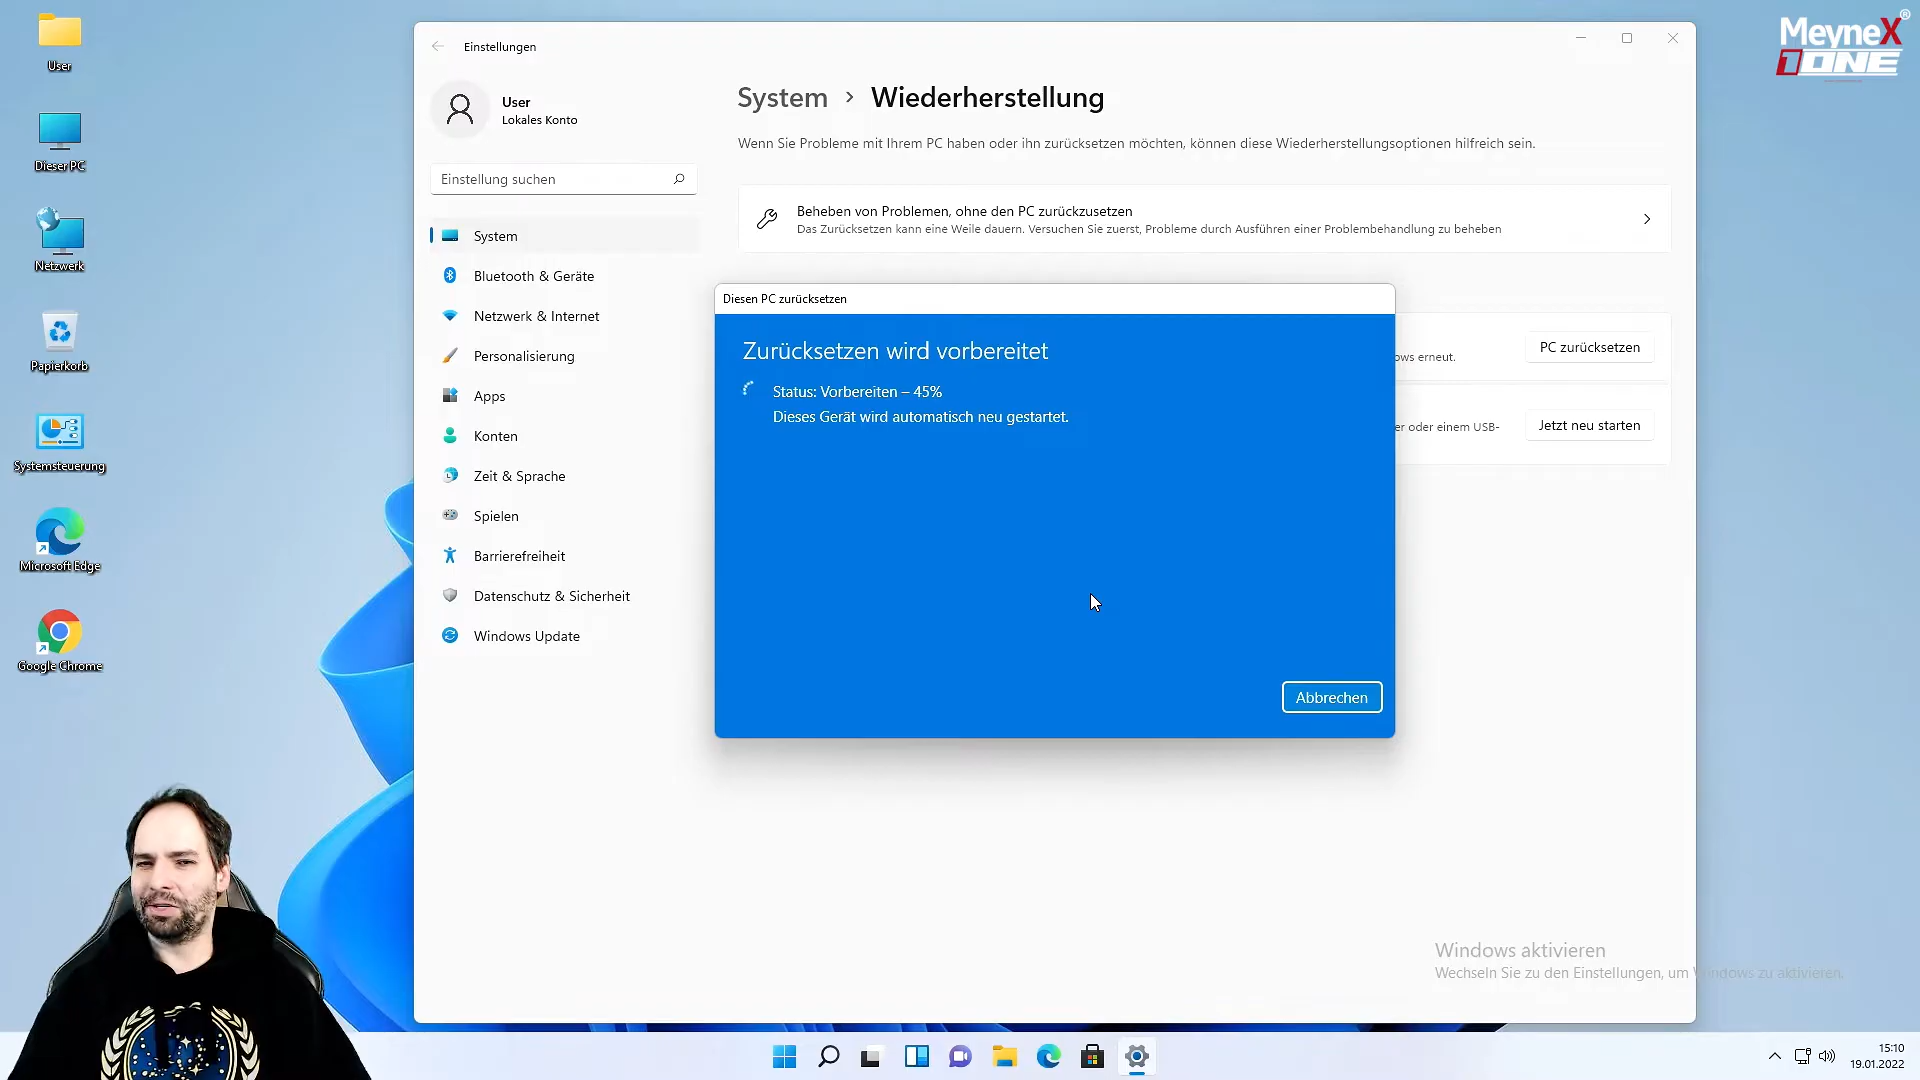 User
Dieser PC
Netzwerk
Papierkorb
Systemsteuerung
Microsoft Edge
Google Chrome
Einstellungen
User
Lokales Konto
Einstellung suchen
System
Bluetooth & Geräte
Netzwerk & Internet
Personalisierung
Apps
Konten
Zeit & Sprache
Spielen
Barrierefreiheit
Datenschutz & Sicherheit
Windows Update
System › Wiederherstellung
Wenn Sie Probleme mit Ihrem PC haben oder ihn zurücksetzen möchten, können diese Wiederherstellungsoptionen hilfreich sein.
Beheben von Problemen, ohne den PC zurückzusetzen
Das Zurücksetzen kann eine Weile dauern. Versuchen Sie zuerst, Probleme durch Ausführen einer Problembehandlung zu beheben
ows erneut.
PC zurücksetzen
er oder einem USB-
Jetzt neu starten
Diesen PC zurücksetzen
Zurücksetzen wird vorbereitet
Status: Vorbereiten – 45%
Dieses Gerät wird automatisch neu gestartet.
Abbrechen
Windows aktivieren
Wechseln Sie zu den Einstellungen, um Windows zu aktivieren.
15:10
19.01.2022
MeyneX®
1ONE